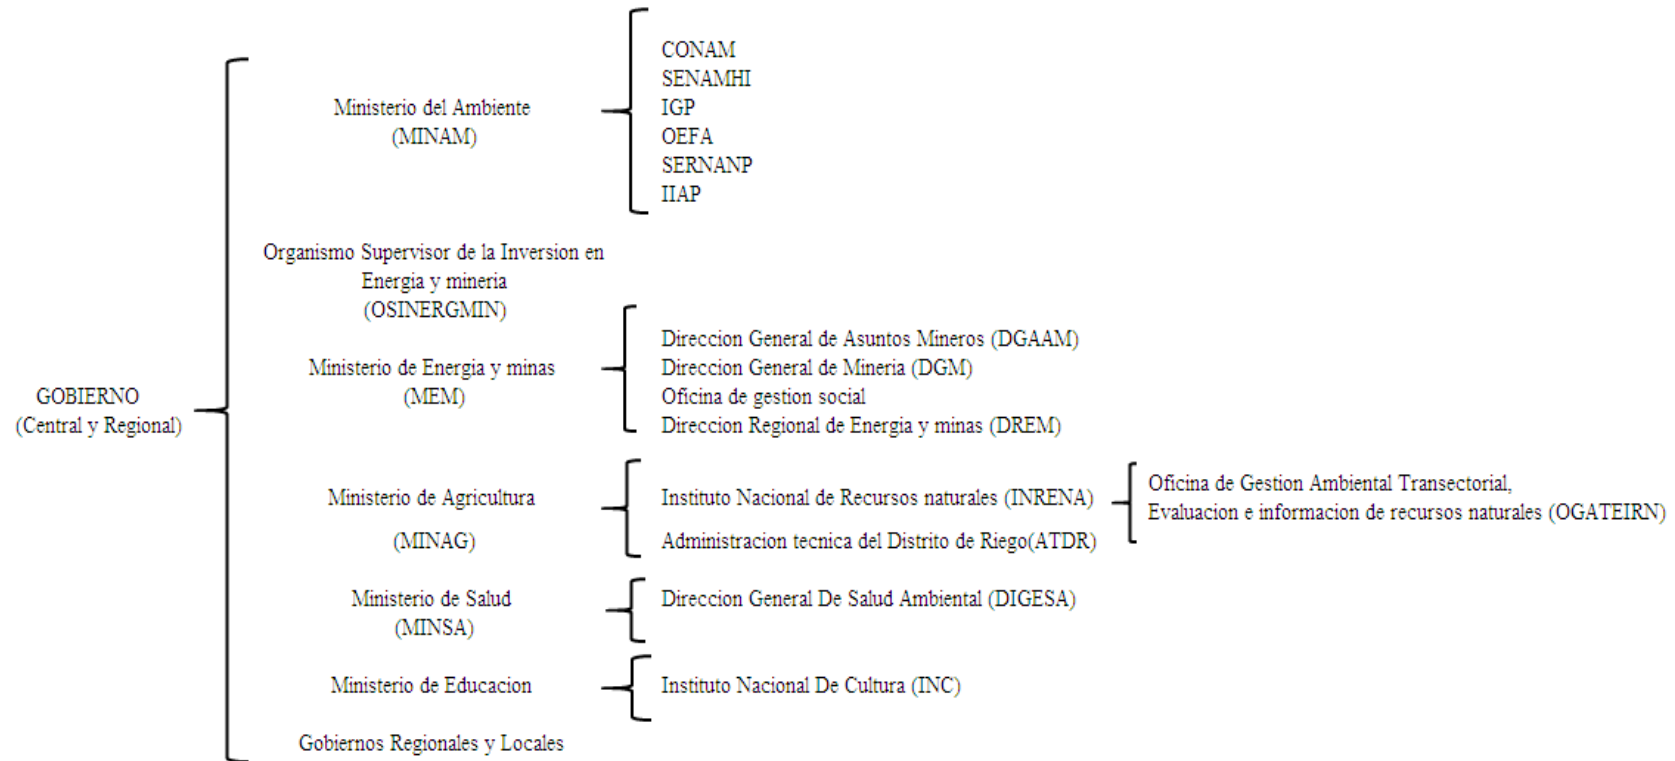 GOBIERNO
(Central y Regional)
Ministerio del Ambiente
(MINAM)
CONAM
SENAMHI
IGP
OEFA
SERNANP
IIAP
Organismo Supervisor de la Inversion en
Energia y mineria
(OSINERGMIN)
Ministerio de Energia y minas
(MEM)
Direccion General de Asuntos Mineros (DGAAM)
Direccion General de Mineria (DGM)
Oficina de gestion social
Direccion Regional de Energia y minas (DREM)
Ministerio de Agricultura
(MINAG)
Instituto Nacional de Recursos naturales (INRENA)
Oficina de Gestion Ambiental Transectorial,
Evaluacion e informacion de recursos naturales (OGATEIRN)
Administracion tecnica del Distrito de Riego(ATDR)
Ministerio de Salud
(MINSA)
Direccion General De Salud Ambiental (DIGESA)
Ministerio de Educacion
Instituto Nacional De Cultura (INC)
Gobiernos Regionales y Locales